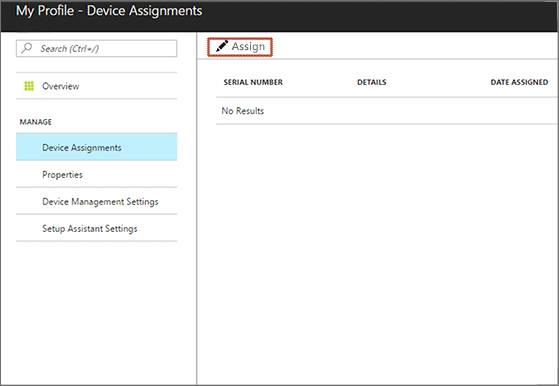 My Profile - Device Assignments
Search (Ctrl+/)
Overview
MANAGE
Device Assignments
Properties
Device Management Settings
Setup Assistant Settings
Assign
SERIAL NUMBER DETAILS DATE ASSIGNED
No Results